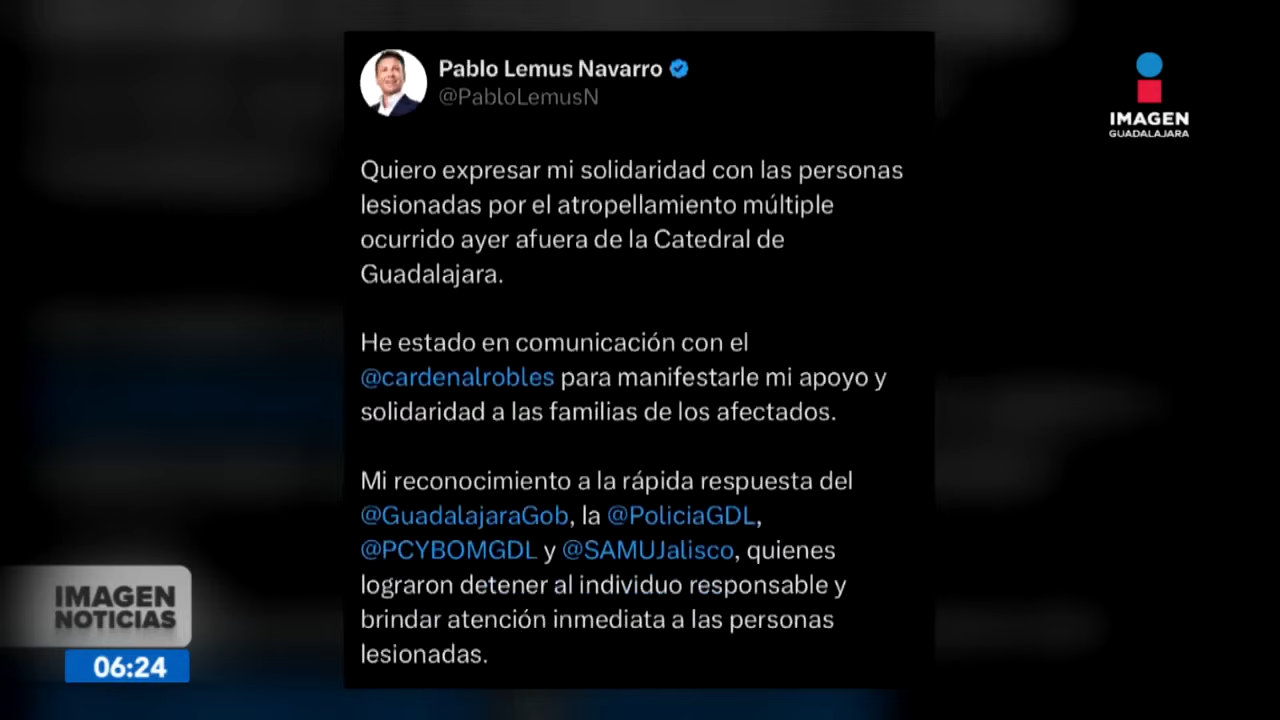 Pablo Lemus Navarro
@PabloLemusN
IMAGEN
GUADALAJARA
Quiero expresar mi solidaridad con las personas
lesionadas por el atropellamiento múltiple
ocurrido ayer afuera de la Catedral de
Guadalajara.
He estado en comunicación con el
@cardenalrobles para manifestarle mi apoyo y
solidaridad a las familias de los afectados.
Mi reconocimiento a la rápida respuesta del
@GuadalajaraGob, la @PoliciaGDL,
@PCYBOMGDL y @SAMUJalisco, quienes
lograron detener al individuo responsable y
brindar atención inmediata a las personas
lesionadas.
IMAGEN
NOTICIAS
06:24